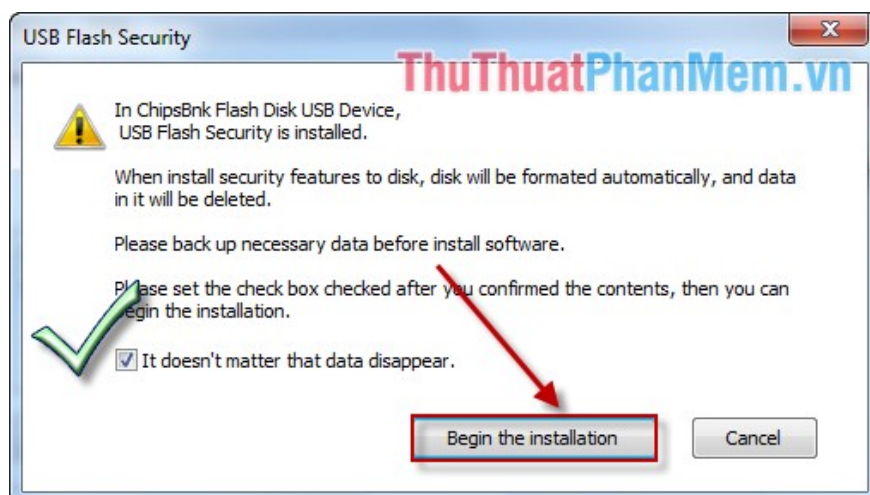 USB Flash Security
ThuThuatPhanMem.vn
In ChipsBnk Flash Disk USB Device,
USB Flash Security is installed.
When install security features to disk, disk will be formated automatically, and data
in it will be deleted.
Please back up necessary data before install software.
Please set the check box checked after you confirmed the contents, then you can
begin the installation.
It doesn't matter that data disappear.
Begin the installation
Cancel